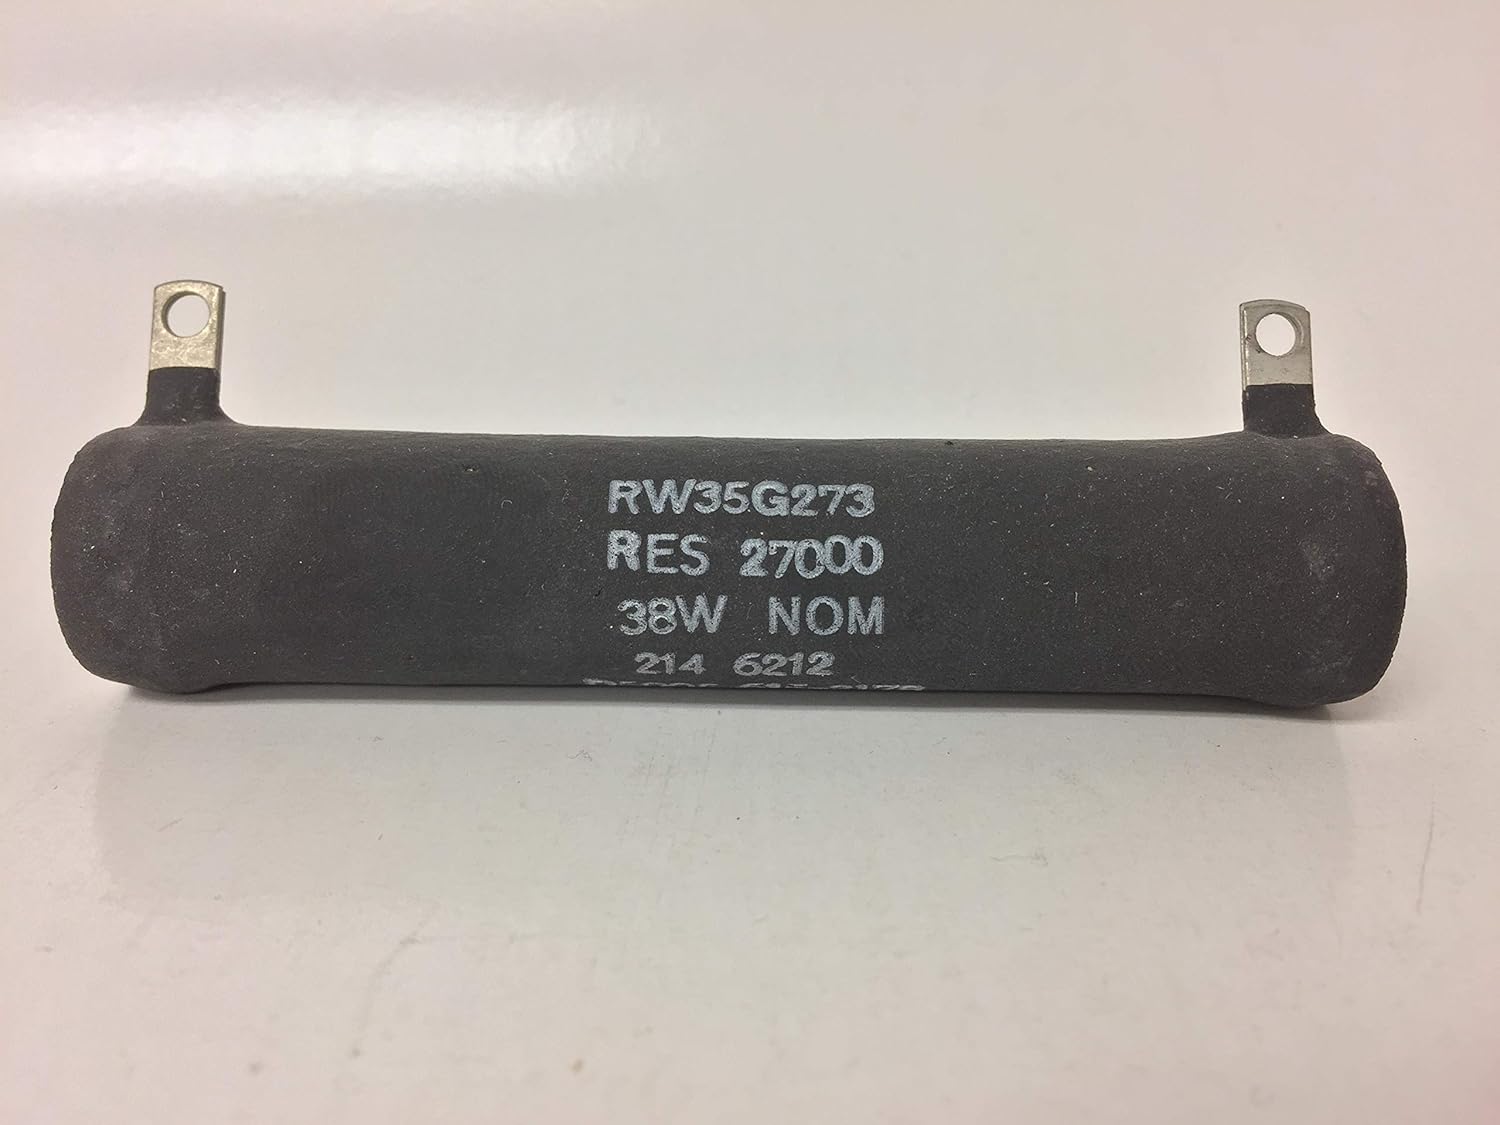 RW35G273
RES 27000
38W NOM
214 6212